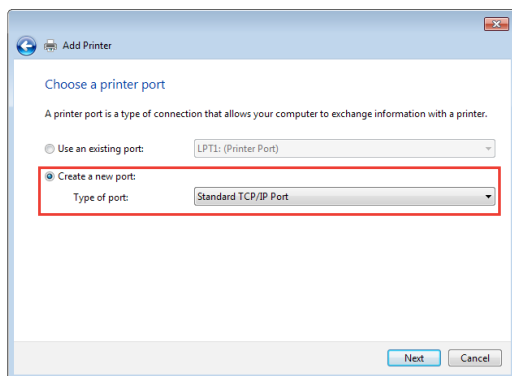 Add Printer
Choose a printer port
A printer port is a type of connection that allows your computer to exchange information with a printer.
Use an existing port: LPT1: (Printer Port)
Create a new port:
Type of port: Standard TCP/IP Port
Next Cancel